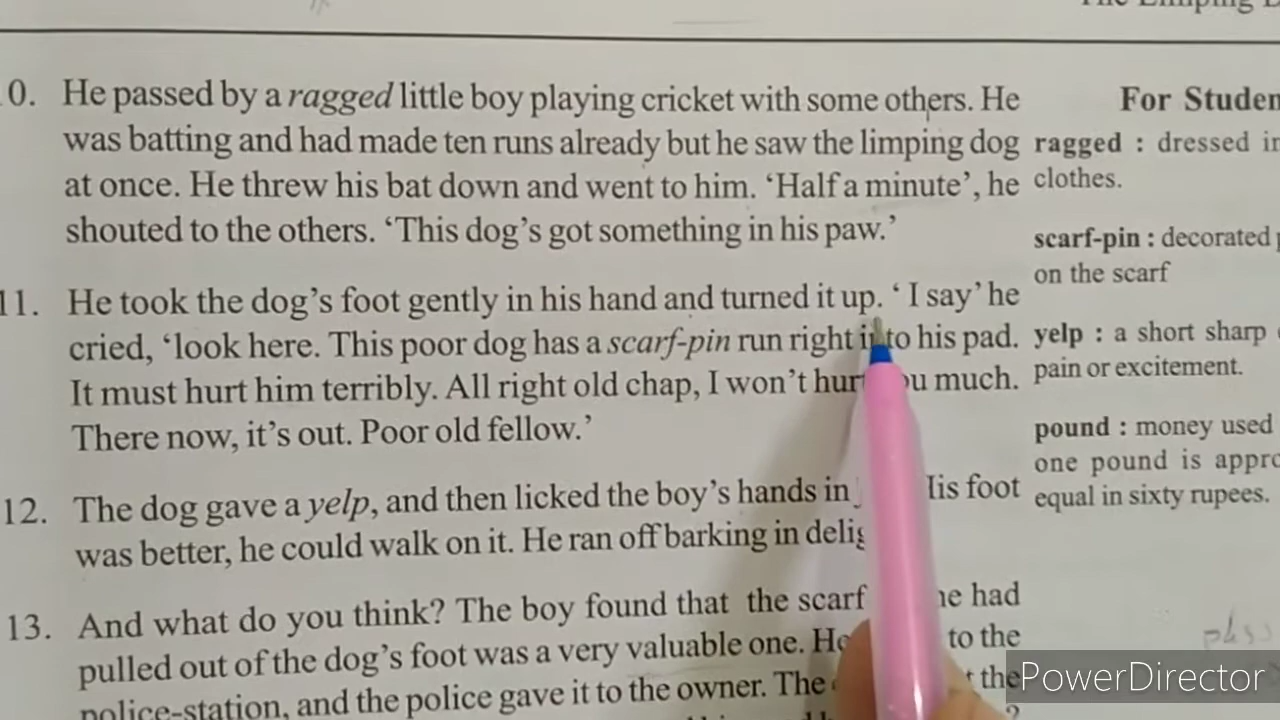 The Limping
0. He passed by a ragged little boy playing cricket with some others. He
was batting and had made ten runs already but he saw the limping dog
at once. He threw his bat down and went to him. ‘Half a minute’, he
shouted to the others. ‘This dog’s got something in his paw.’
11. He took the dog’s foot gently in his hand and turned it up. ‘ I say’ he
cried, ‘look here. This poor dog has a scarf-pin run right into his pad.
It must hurt him terribly. All right old chap, I won’t hurt you much.
There now, it’s out. Poor old fellow.’
12. The dog gave a yelp, and then licked the boy’s hands in His foot
was better, he could walk on it. He ran off barking in
13. And what do you think? The boy found that the scarf he had
pulled out of the dog’s foot was a very valuable one. He to the
police-station, and the police gave it to the owner. The the
For
ragged : dressed in
clothes.
scarf-pin : decorated
on the scarf
yelp : a short sharp
pain or excitement.
pound : money used
one pound is
equal in sixty rupees.
PowerDirector